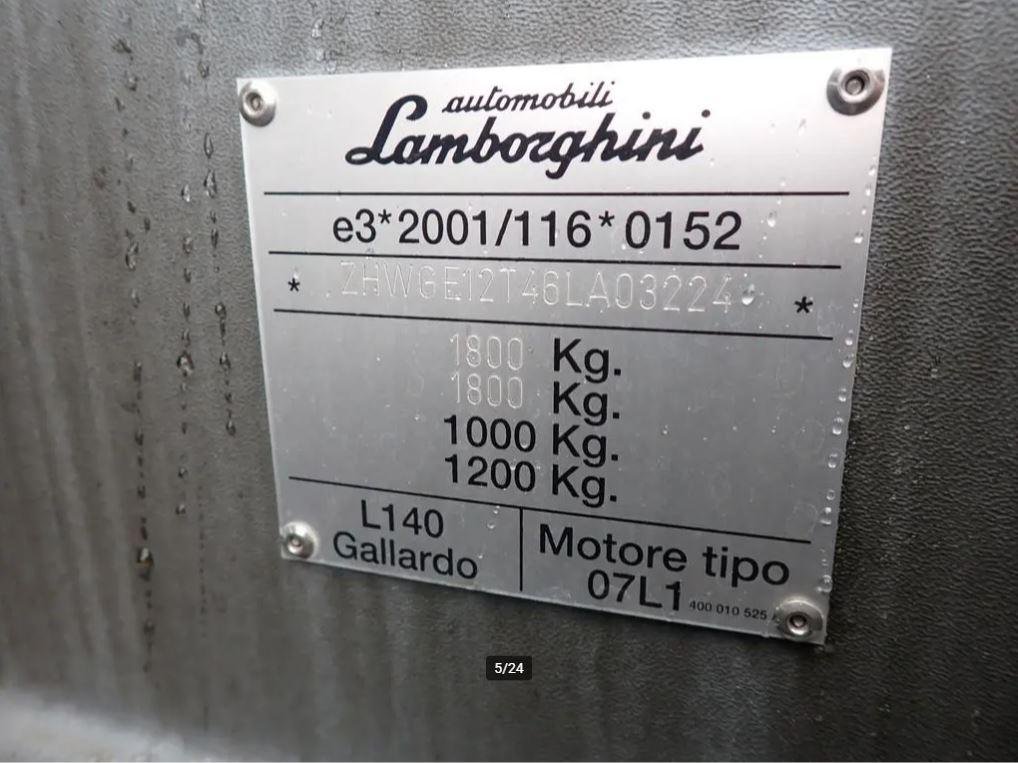 automobili
Lamborghini
e3*2001/116*0152
* ZHWGE12T46LA03224 *
1800 Kg.
1800 Kg.
1000 Kg.
1200 Kg.
L140
Gallardo
Motore tipo
07L1 400 010 525
5/24